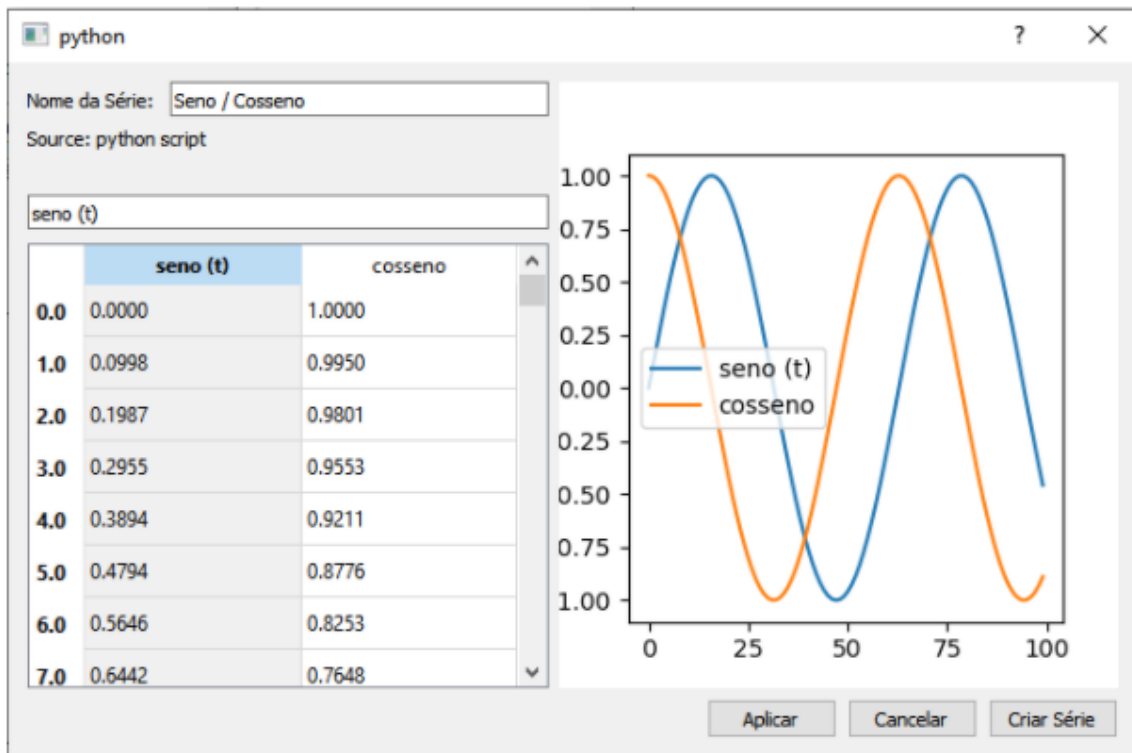 python ?
Nome da Série: Seno / Cosseno
Source: python script
seno (t)
seno (t) cosseno
0.0 0.0000 1.0000
1.0 0.0998 0.9950
2.0 0.1987 0.9801
3.0 0.2955 0.9553
4.0 0.3894 0.9211
5.0 0.4794 0.8776
6.0 0.5646 0.8253
7.0 0.6442 0.7648
1.00
0.75
0.50
0.25
0.00
0.25
0.50
0.75
1.00
seno (t)
cosseno
0 25 50 75 100
Aplicar Cancelar Criar Série